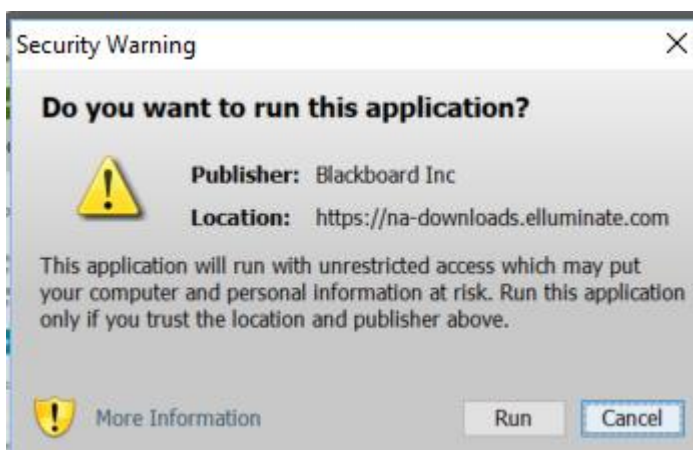 Security Warning
Do you want to run this application?
Publisher: Blackboard Inc
Location: https://na-downloads.elluminate.com
This application will run with unrestricted access which may put
your computer and personal information at risk. Run this application
only if you trust the location and publisher above.
More Information
Run
Cancel